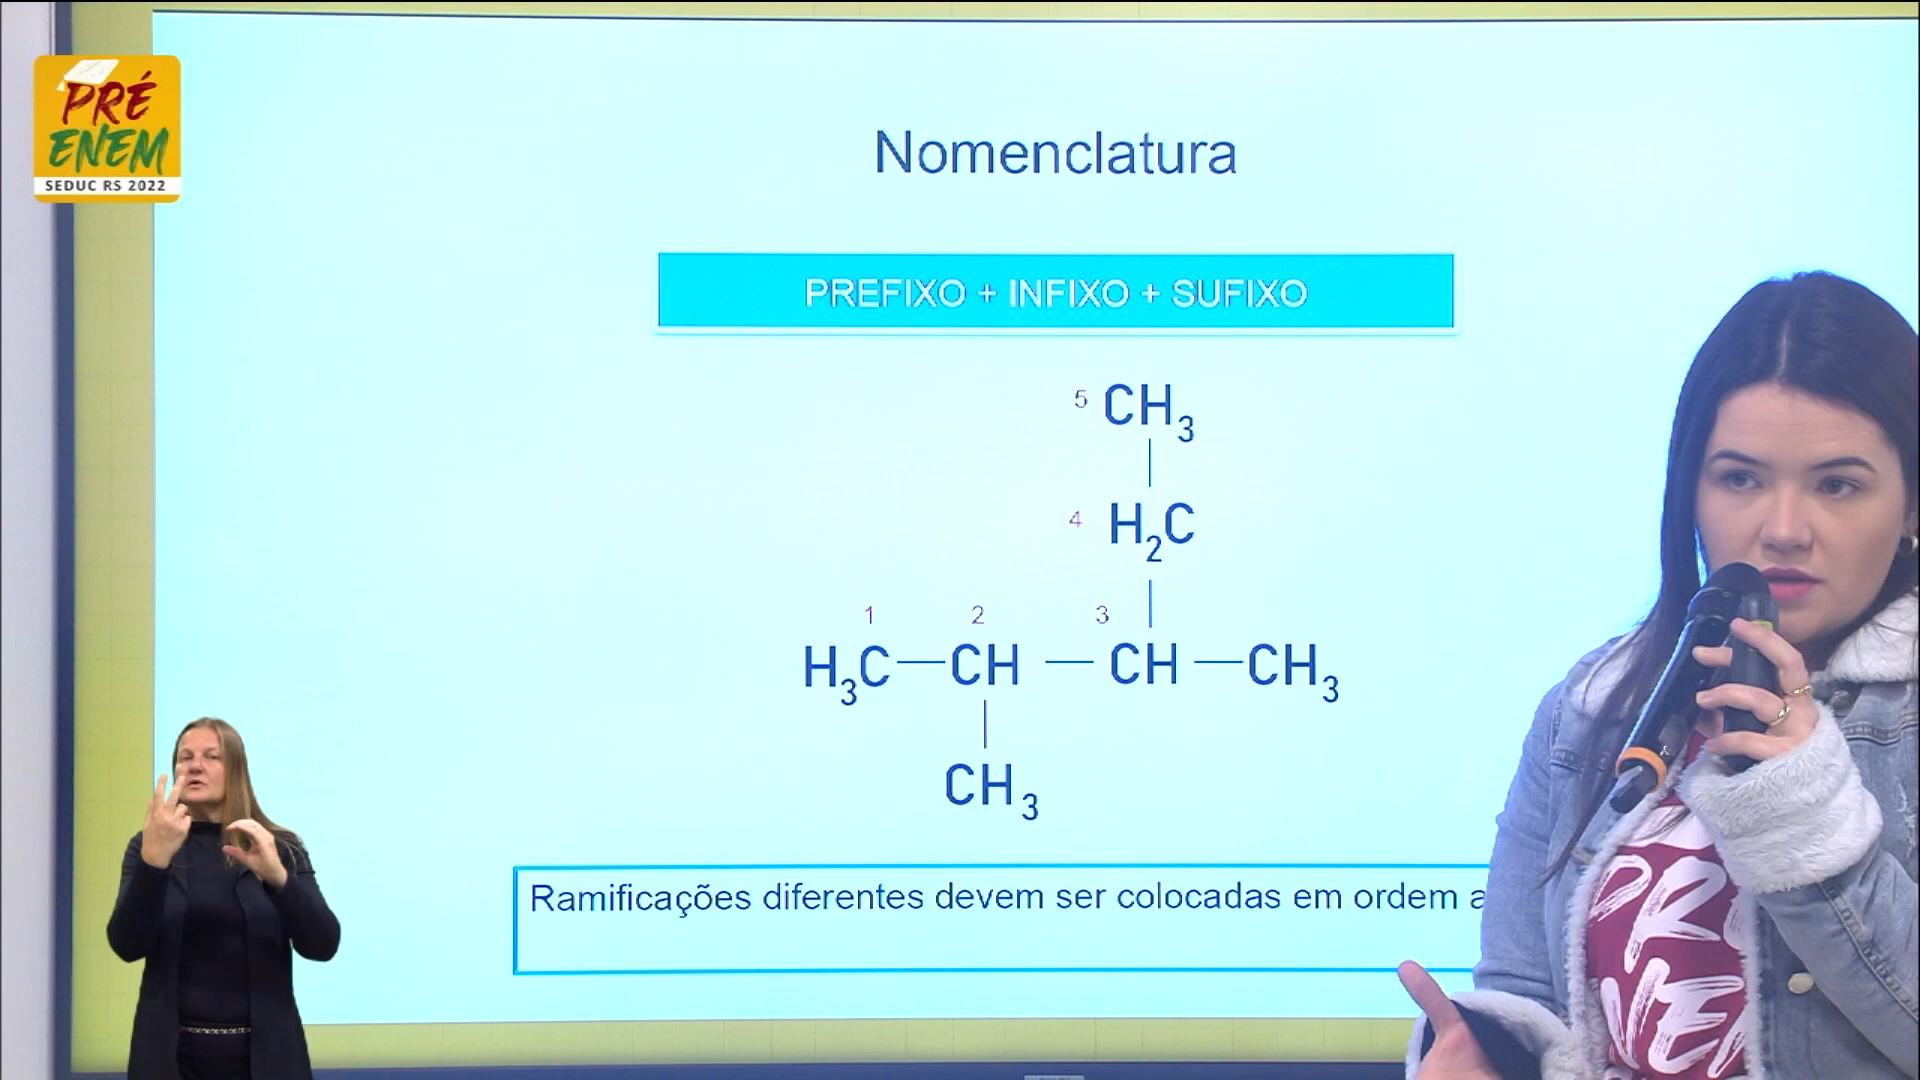 PRÉ
ENEM
SEDUC RS 2022
Nomenclatura
PREFIXO + INFIXO + SUFIXO
5 CH3
4 H2C
1 2 3
H3C—CH—CH—CH3
CH3
Ramificações diferentes devem ser colocadas em ordem